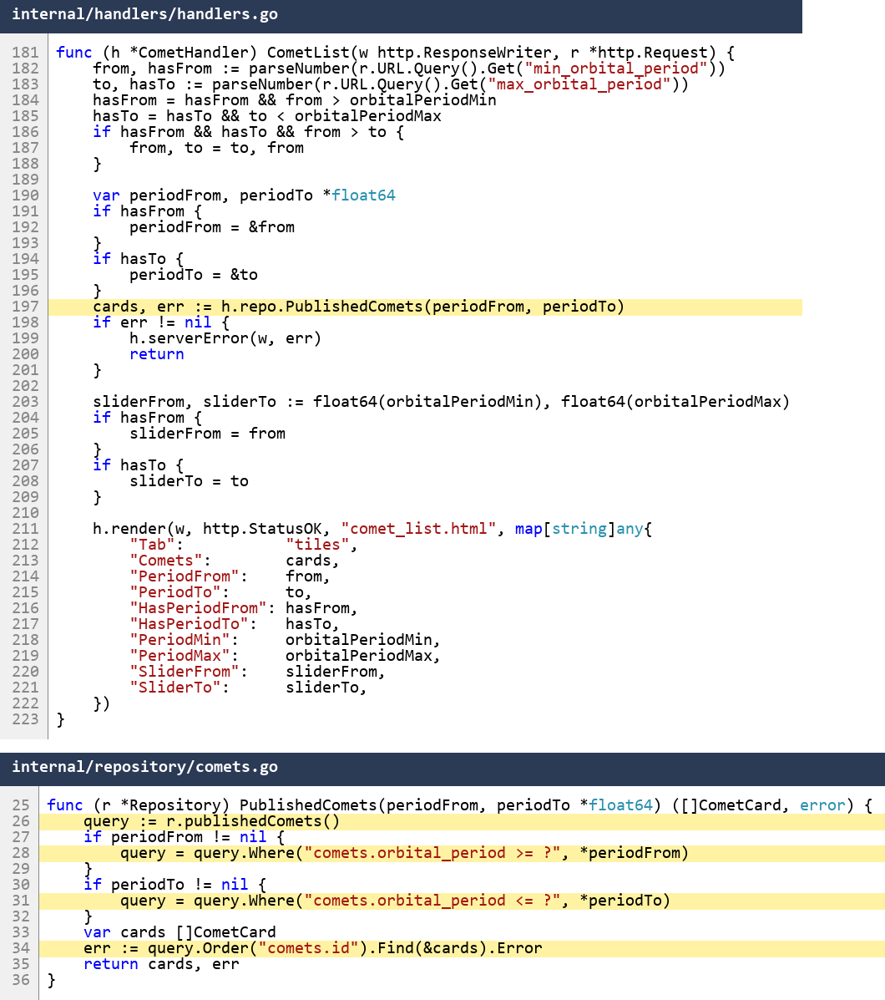 internal/handlers/handlers.go
181 func (h *CometHandler) CometList(w http.ResponseWriter, r *http.Request) {
182     from, hasFrom := parseNumber(r.URL.Query().Get("min_orbital_period"))
183     to, hasTo := parseNumber(r.URL.Query().Get("max_orbital_period"))
184     hasFrom = hasFrom && from > orbitalPeriodMin
185     hasTo = hasTo && to < orbitalPeriodMax
186     if hasFrom && hasTo && from > to {
187         from, to = to, from
188     }
189
190     var periodFrom, periodTo *float64
191     if hasFrom {
192         periodFrom = &from
193     }
194     if hasTo {
195         periodTo = &to
196     }
197     cards, err := h.repo.PublishedComets(periodFrom, periodTo)
198     if err != nil {
199         h.serverError(w, err)
200         return
201     }
202
203     sliderFrom, sliderTo := float64(orbitalPeriodMin), float64(orbitalPeriodMax)
204     if hasFrom {
205         sliderFrom = from
206     }
207     if hasTo {
208         sliderTo = to
209     }
210
211     h.render(w, http.StatusOK, "comet_list.html", map[string]any{
212         "Tab":           "tiles",
213         "Comets":        cards,
214         "PeriodFrom":    from,
215         "PeriodTo":      to,
216         "HasPeriodFrom": hasFrom,
217         "HasPeriodTo":   hasTo,
218         "PeriodMin":     orbitalPeriodMin,
219         "PeriodMax":     orbitalPeriodMax,
220         "SliderFrom":    sliderFrom,
221         "SliderTo":      sliderTo,
222     })
223 }
internal/repository/comets.go
25 func (r *Repository) PublishedComets(periodFrom, periodTo *float64) ([]CometCard, error) {
26     query := r.publishedComets()
27     if periodFrom != nil {
28         query = query.Where("comets.orbital_period >= ?", *periodFrom)
29     }
30     if periodTo != nil {
31         query = query.Where("comets.orbital_period <= ?", *periodTo)
32     }
33     var cards []CometCard
34     err := query.Order("comets.id").Find(&cards).Error
35     return cards, err
36 }